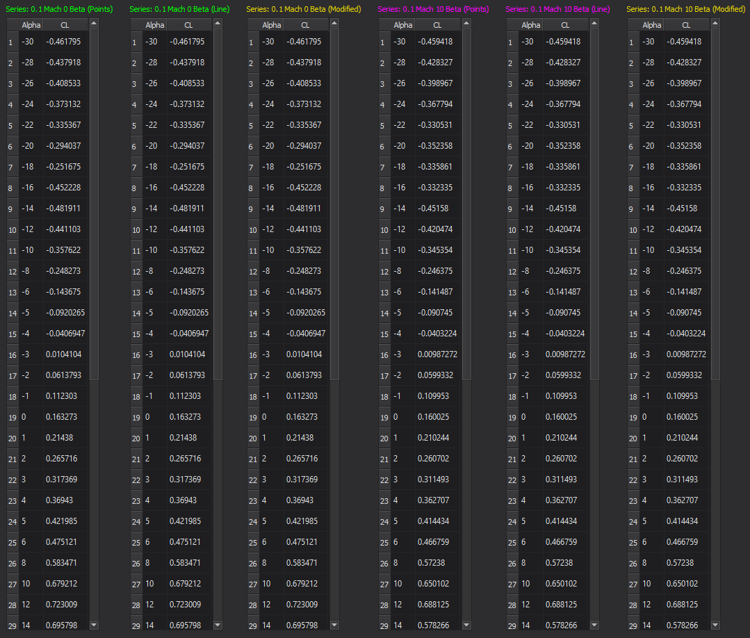 Series: 0.1 Mach 0 Beta (Points) Series: 0.1 Mach 0 Beta (Line) Series: 0.1 Mach 0 Beta (Modified) Series: 0.1 Mach 10 Beta (Points) Series: 0.1 Mach 10 Beta (Line) Series: 0.1 Mach 10 Beta (Modified)
Alpha CL Alpha CL Alpha CL Alpha CL Alpha CL Alpha CL
1 -30 -0.461795 1 -30 -0.461795 1 -30 -0.461795 1 -30 -0.459418 1 -30 -0.459418 1 -30 -0.459418
2 -28 -0.437918 2 -28 -0.437918 2 -28 -0.437918 2 -28 -0.428327 2 -28 -0.428327 2 -28 -0.428327
3 -26 -0.408533 3 -26 -0.408533 3 -26 -0.408533 3 -26 -0.398967 3 -26 -0.398967 3 -26 -0.398967
4 -24 -0.373132 4 -24 -0.373132 4 -24 -0.373132 4 -24 -0.367794 4 -24 -0.367794 4 -24 -0.367794
5 -22 -0.335367 5 -22 -0.335367 5 -22 -0.335367 5 -22 -0.330531 5 -22 -0.330531 5 -22 -0.330531
6 -20 -0.294037 6 -20 -0.294037 6 -20 -0.294037 6 -20 -0.352358 6 -20 -0.352358 6 -20 -0.352358
7 -18 -0.251675 7 -18 -0.251675 7 -18 -0.251675 7 -18 -0.335861 7 -18 -0.335861 7 -18 -0.335861
8 -16 -0.452228 8 -16 -0.452228 8 -16 -0.452228 8 -16 -0.332335 8 -16 -0.332335 8 -16 -0.332335
9 -14 -0.481911 9 -14 -0.481911 9 -14 -0.481911 9 -14 -0.45158 9 -14 -0.45158 9 -14 -0.45158
10 -12 -0.441103 10 -12 -0.441103 10 -12 -0.441103 10 -12 -0.420474 10 -12 -0.420474 10 -12 -0.420474
11 -10 -0.357622 11 -10 -0.357622 11 -10 -0.357622 11 -10 -0.345354 11 -10 -0.345354 11 -10 -0.345354
12 -8 -0.248273 12 -8 -0.248273 12 -8 -0.248273 12 -8 -0.246375 12 -8 -0.246375 12 -8 -0.246375
13 -6 -0.143675 13 -6 -0.143675 13 -6 -0.143675 13 -6 -0.141487 13 -6 -0.141487 13 -6 -0.141487
14 -5 -0.0920265 14 -5 -0.0920265 14 -5 -0.0920265 14 -5 -0.090745 14 -5 -0.090745 14 -5 -0.090745
15 -4 -0.0406947 15 -4 -0.0406947 15 -4 -0.0406947 15 -4 -0.0403224 15 -4 -0.0403224 15 -4 -0.0403224
16 -3 0.0104104 16 -3 0.0104104 16 -3 0.0104104 16 -3 0.00987272 16 -3 0.00987272 16 -3 0.00987272
17 -2 0.0613793 17 -2 0.0613793 17 -2 0.0613793 17 -2 0.0599332 17 -2 0.0599332 17 -2 0.0599332
18 -1 0.112303 18 -1 0.112303 18 -1 0.112303 18 -1 0.109953 18 -1 0.109953 18 -1 0.109953
19 0 0.163273 19 0 0.163273 19 0 0.163273 19 0 0.160025 19 0 0.160025 19 0 0.160025
20 1 0.21438 20 1 0.21438 20 1 0.21438 20 1 0.210244 20 1 0.210244 20 1 0.210244
21 2 0.265716 21 2 0.265716 21 2 0.265716 21 2 0.260702 21 2 0.260702 21 2 0.260702
22 3 0.317369 22 3 0.317369 22 3 0.317369 22 3 0.311493 22 3 0.311493 22 3 0.311493
23 4 0.36943 23 4 0.36943 23 4 0.36943 23 4 0.362707 23 4 0.362707 23 4 0.362707
24 5 0.421985 24 5 0.421985 24 5 0.421985 24 5 0.414434 24 5 0.414434 24 5 0.414434
25 6 0.475121 25 6 0.475121 25 6 0.475121 25 6 0.466759 25 6 0.466759 25 6 0.466759
26 8 0.583471 26 8 0.583471 26 8 0.583471 26 8 0.57238 26 8 0.57238 26 8 0.57238
27 10 0.679212 27 10 0.679212 27 10 0.679212 27 10 0.650102 27 10 0.650102 27 10 0.650102
28 12 0.723009 28 12 0.723009 28 12 0.723009 28 12 0.688125 28 12 0.688125 28 12 0.688125
29 14 0.695798 29 14 0.695798 29 14 0.695798 29 14 0.578266 29 14 0.578266 29 14 0.578266